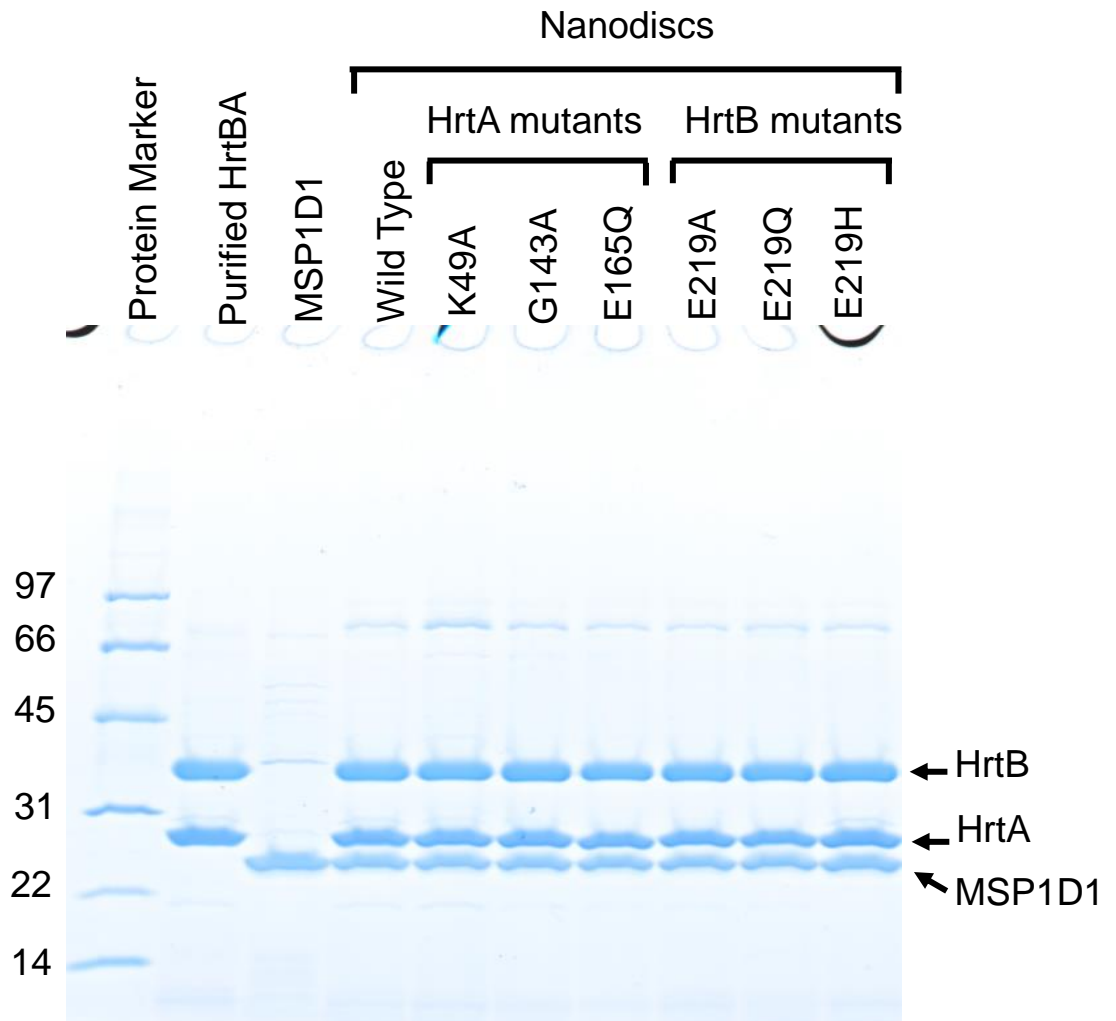 Nanodiscs
HrtA mutants
HrtB mutants
Protein Marker
Purified HrtBA
MSP1D1
Wild Type
K49A
G143A
E165Q
E219A
E219Q
E219H
97
66
45
31
22
14
HrtB
HrtA
MSP1D1